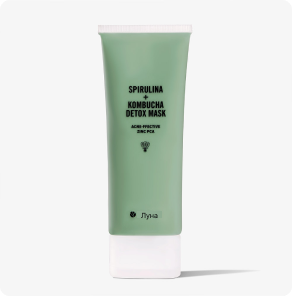 SPIRULINA
+
KOMBUCHA
DETOX MASK
ACNE EFFECTIVE
ZINC PCA
Луна